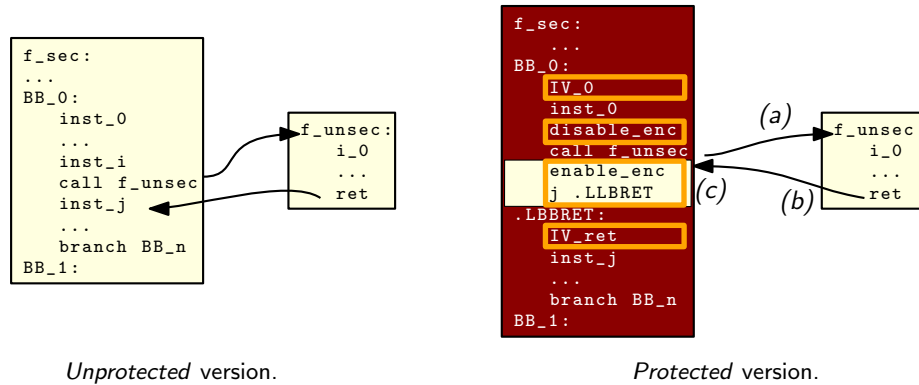 f_sec:
...
BB_0:
inst_0
...
inst_i
call f_unsec
inst_j
...
branch BB_n
BB_1:
f_unsec:
i_0
...
ret
Unprotected version.
f_sec:
...
BB_0:
IV_0
inst_0
disable_enc
call f_unsec
enable_enc
j .LLBRET
.LBBRET:
IV_ret
inst_j
...
branch BB_n
BB_1:
(a)
(b)
(c)
f_unsec
i_0
...
ret
Protected version.